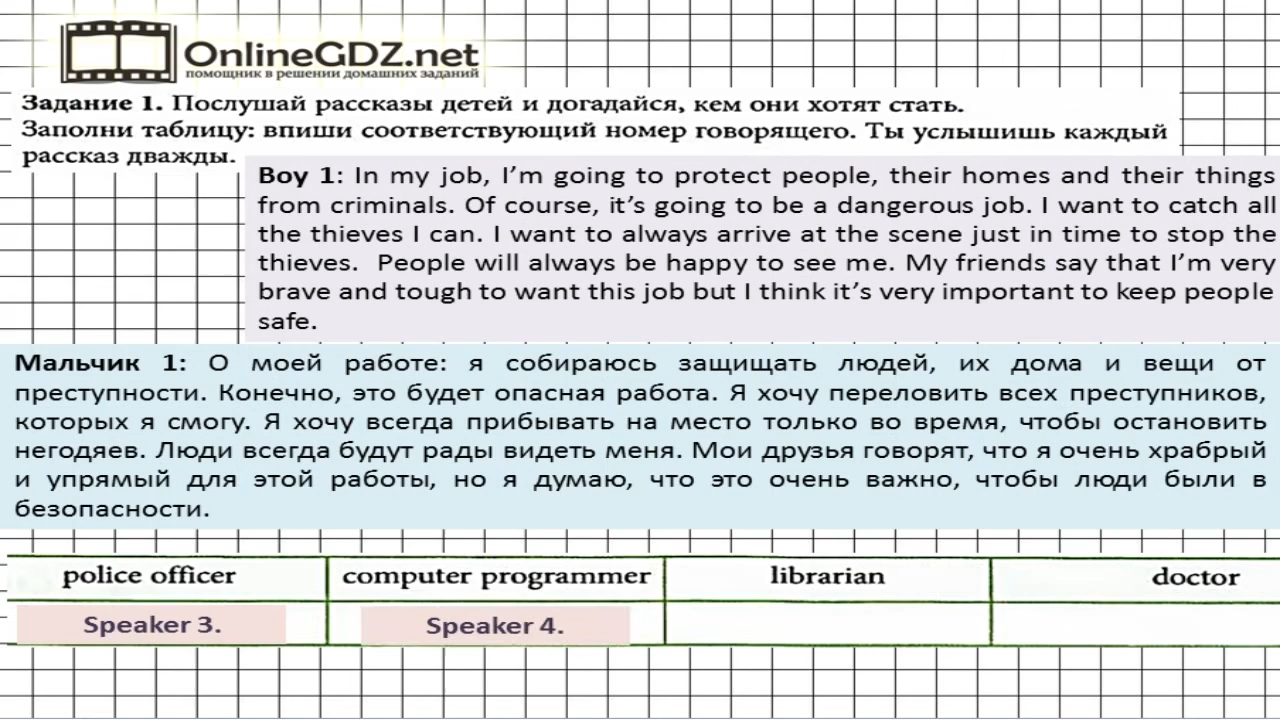 OnlineGDZ.net
помощник в решении домашних заданий
Задание 1. Послушай рассказы детей и догадайся, кем они хотят стать.
Заполни таблицу: впиши соответствующий номер говорящего. Ты услышишь каждый
рассказ дважды.
Boy 1: In my job, I’m going to protect people, their homes and their things
from criminals. Of course, it’s going to be a dangerous job. I want to catch all
the thieves I can. I want to always arrive at the scene just in time to stop the
thieves. People will always be happy to see me. My friends say that I’m very
brave and tough to want this job but I think it’s very important to keep people
safe.
Мальчик 1: О моей работе: я собираюсь защищать людей, их дома и вещи от
преступности. Конечно, это будет опасная работа. Я хочу переловить всех преступников,
которых я смогу. Я хочу всегда прибывать на место только во время, чтобы остановить
негодяев. Люди всегда будут рады видеть меня. Мои друзья говорят, что я очень храбрый
и упрямый для этой работы, но я думаю, что это очень важно, чтобы люди были в
безопасности.
police officer computer programmer librarian doctor
Speaker 3. Speaker 4.